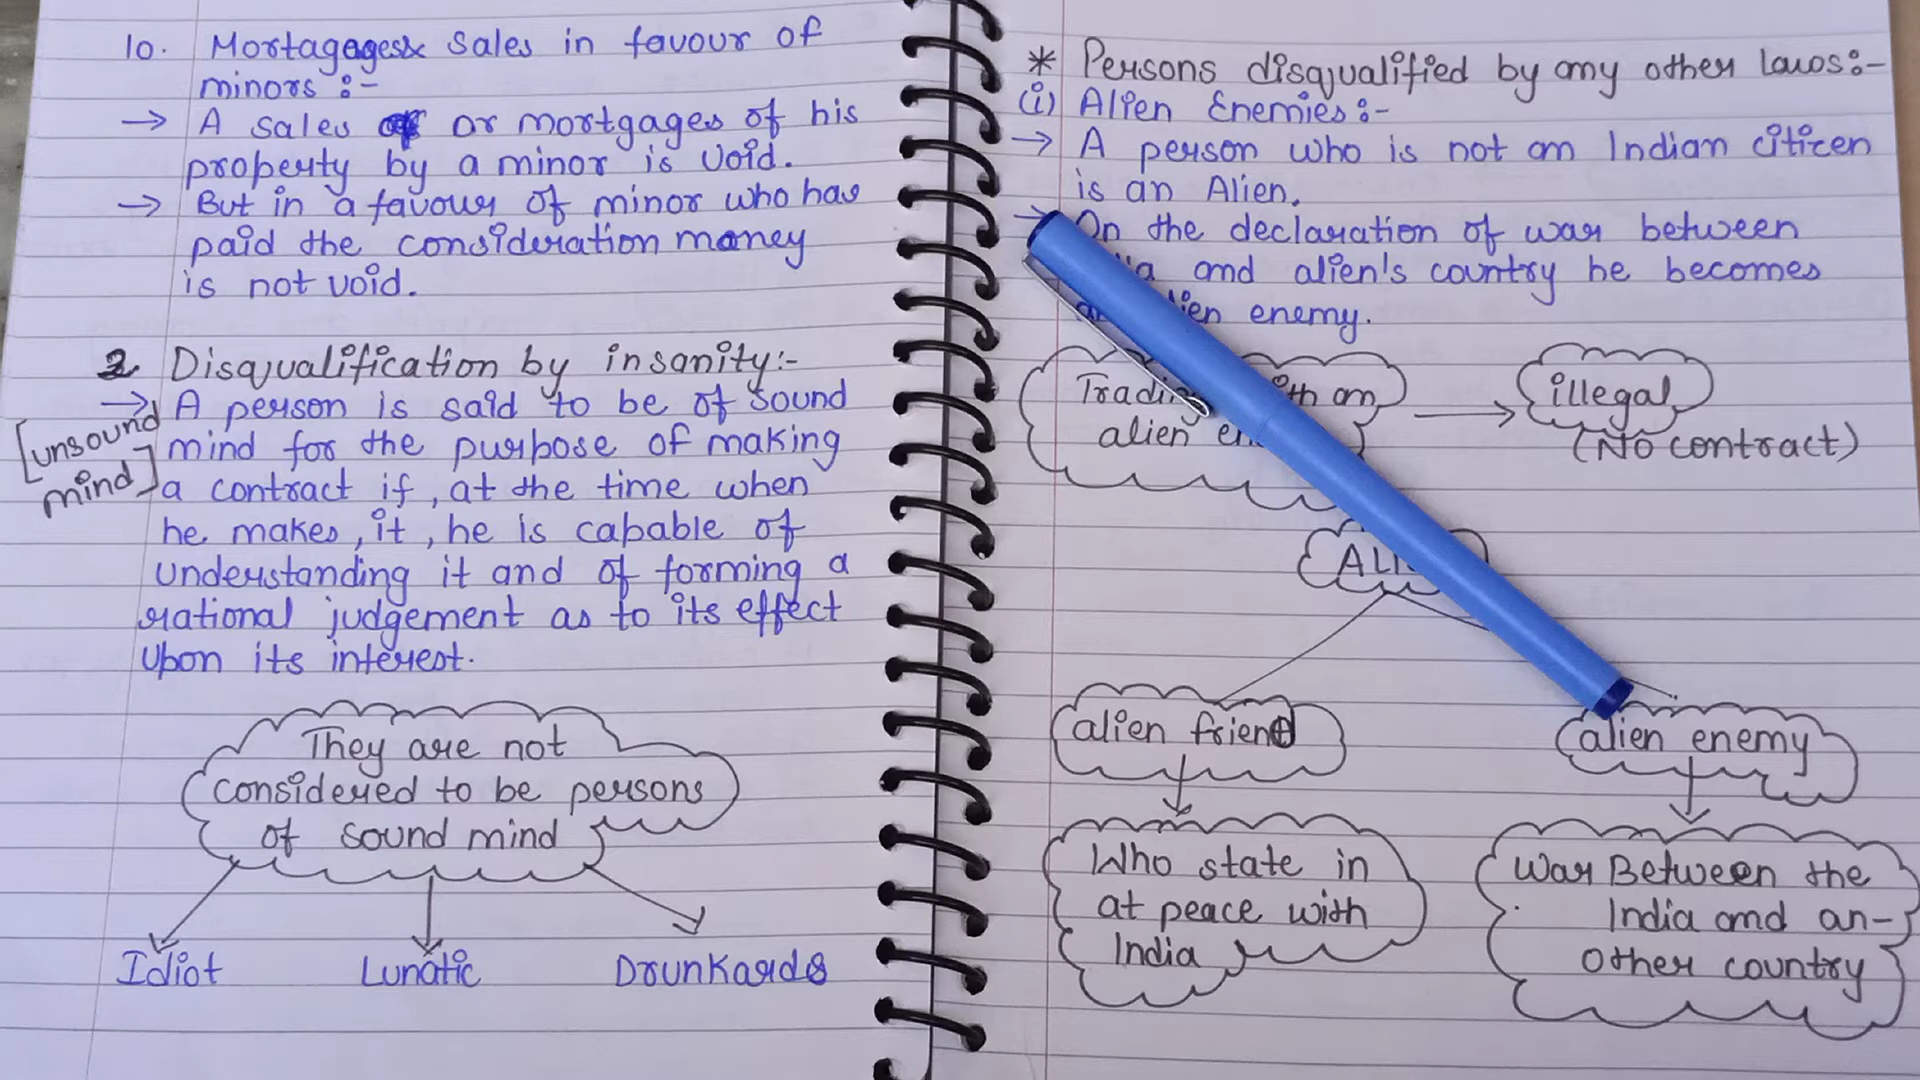 10. Mortagages & Sales in favour of
minors :-
→ A sales or mortgages of his
property by a minor is void.
→ But in a favour of minor who has
paid the consideration money
is not void.
2. Disqualification by insanity:-
→ A person is said to be of sound
[unsound mind] mind for the purpose of making
a contract if, at the time when
he makes, it, he is capable of
understanding it and of forming a
rational judgement as to its effect
upon its interest.
They are not
considered to be persons
of sound mind
Idiot Lunatic Drunkards
* Persons disqualified by any other laws:-
(i) Alien Enemies:-
→ A person who is not an Indian citizen
is an Alien.
→ On the declaration of war between
and alien's country he becomes
enemy.
Trading with an
alien
→ illegal
(No contract)
alien friend
alien enemy
Who state in
at peace with
India
War Between the
India and an-
other country